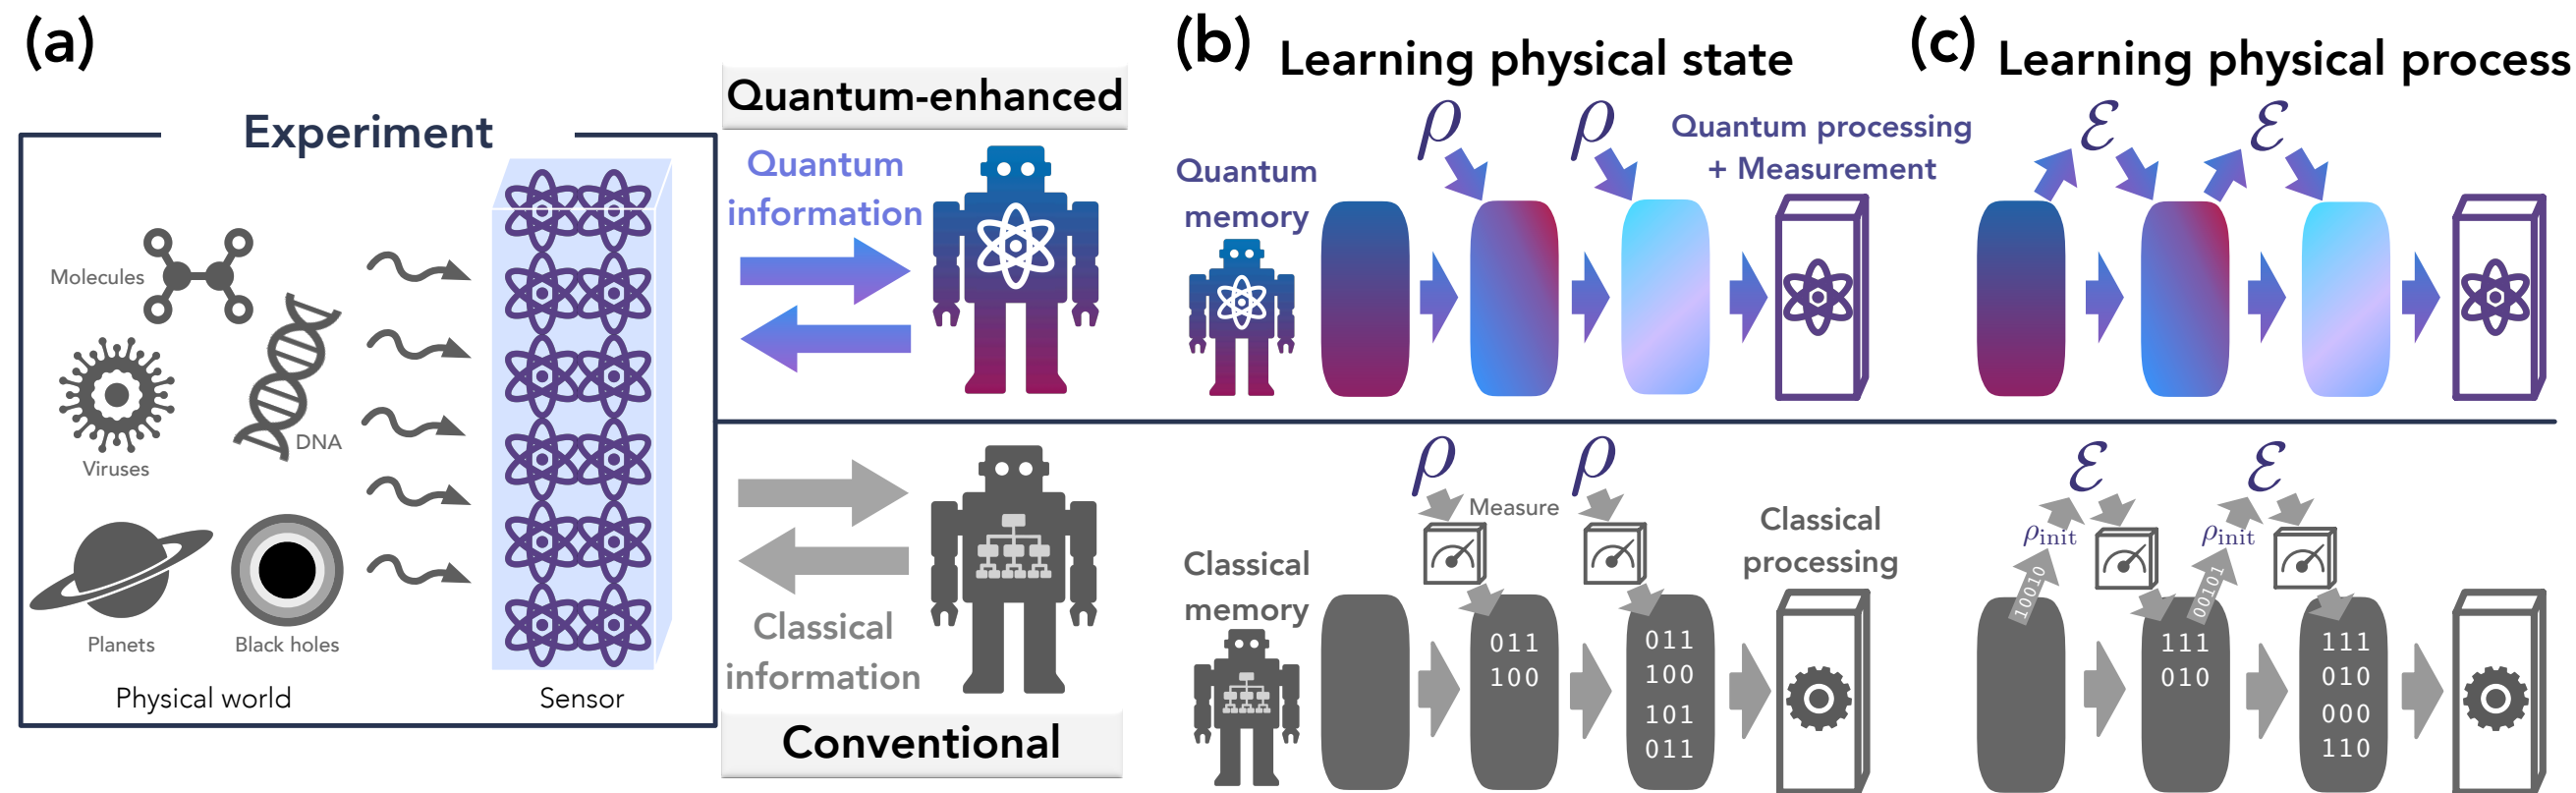 (a)
Experiment
Molecules
Viruses
DNA
Planets
Black holes
Physical world
Sensor
Quantum-enhanced
Quantum
information
Classical
information
Conventional
(b) Learning physical state
ρ ρ
Quantum processing
+ Measurement
Quantum
memory
ρ ρ
Measure
Classical
processing
Classical
memory
011
100
011
100
101
011
(c) Learning physical process
ℰ ℰ
ℰ ℰ
ρinit ρinit
10010
00101
111
010
111
010
000
110